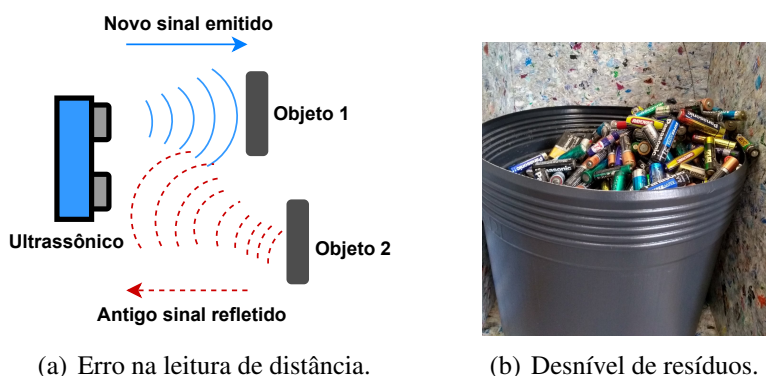 Novo sinal emitido
Objeto 1
Ultrassônico
Objeto 2
Antigo sinal refletido
Panasonic
(a) Erro na leitura de distância.
(b) Desnível de resíduos.